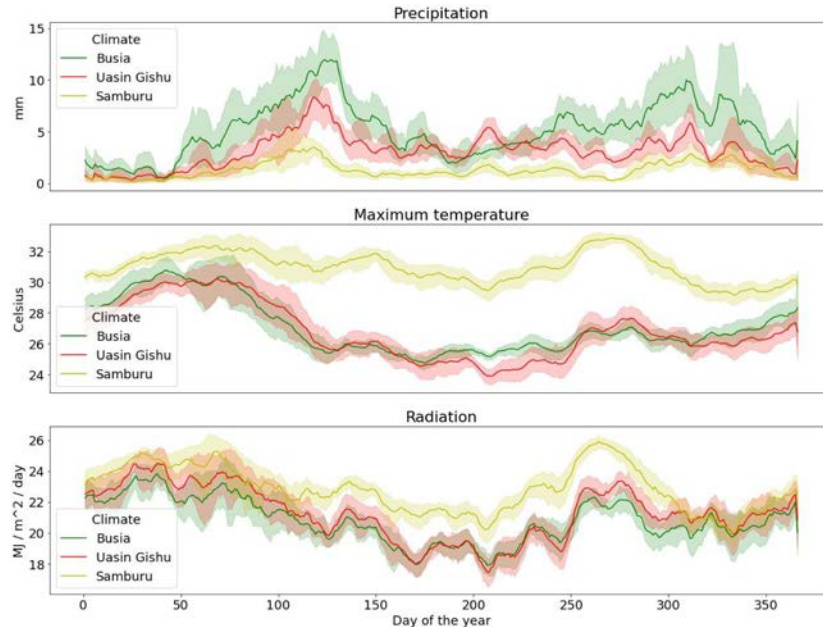 Precipitation
15
10
5
0
mm
Climate
Busia
Uasin Gishu
Samburu
Maximum temperature
32
30
28
26
24
Celsius
Climate
Busia
Uasin Gishu
Samburu
Radiation
26
24
22
20
18
MJ / m^2 / day
Climate
Busia
Uasin Gishu
Samburu
0 50 100 150 200 250 300 350
Day of the year